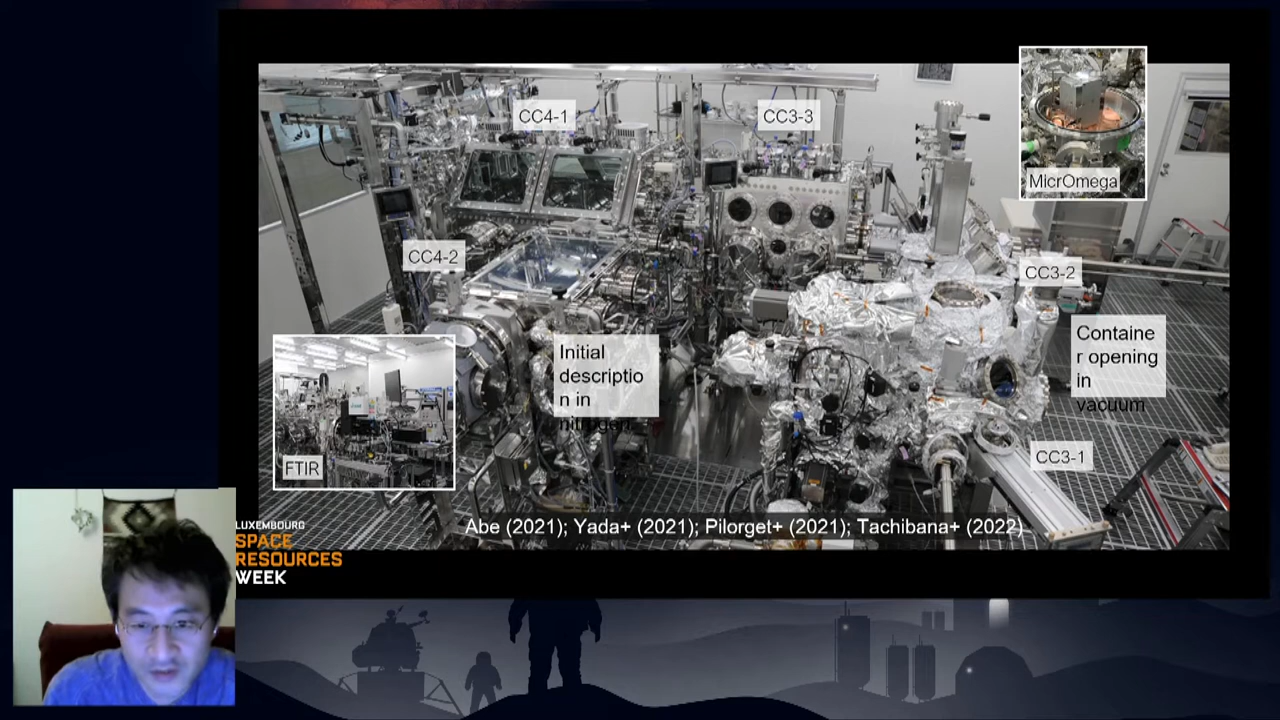 CC4-1
CC3-3
MicrOmega
CC4-2
CC3-2
Containe
r opening
in
vacuum
Initial
descriptio
n in
nitrogen
FTIR
CC3-1
Abe (2021); Yada+ (2021); Pilorget+ (2021); Tachibana+ (2022)
LUXEMBOURG
SPACE
RESOURCES
WEEK